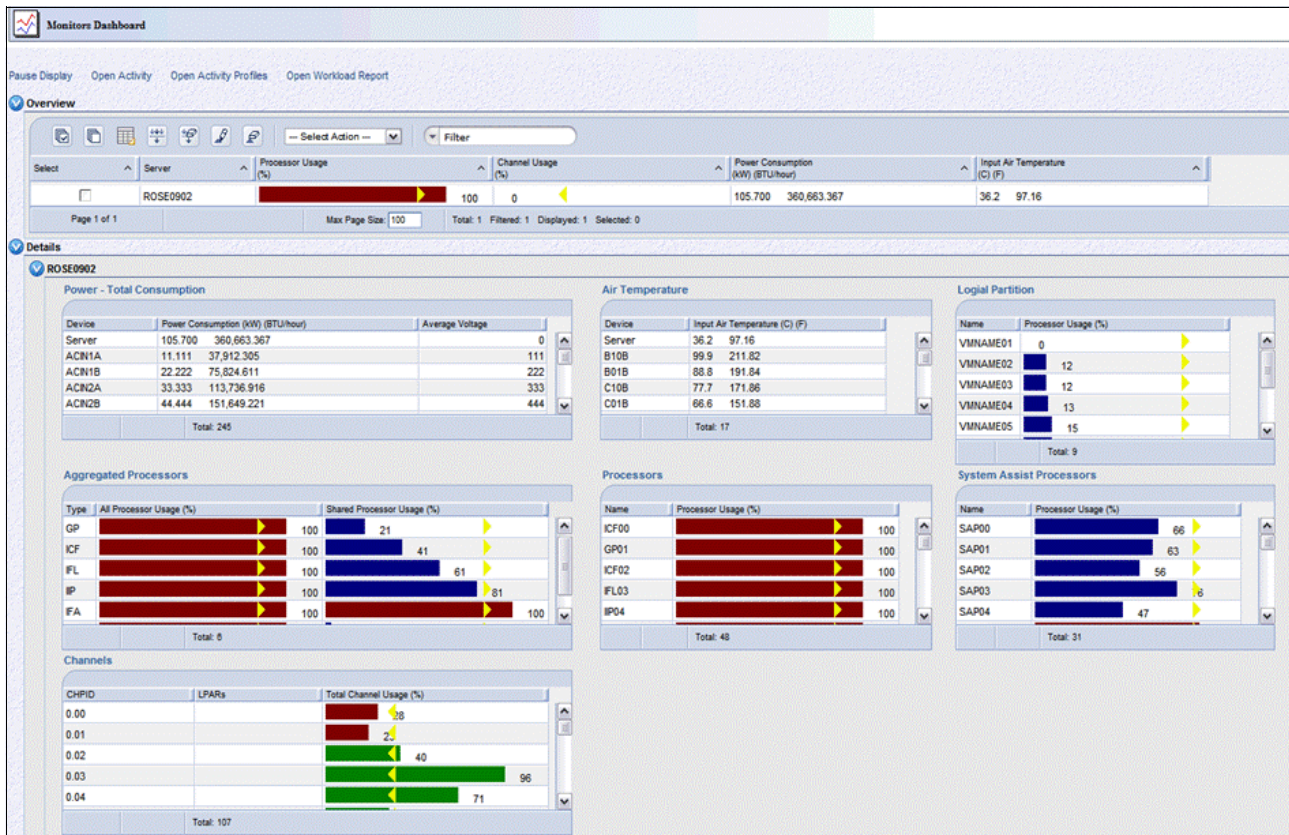 Monitors Dashboard
Pause Display Open Activity Open Activity Profiles Open Workload Report
Overview
--- Select Action --- Filter
Select Server Processor Usage (%) Channel Usage (%) Power Consumption (kW) (BTU/hour) Input Air Temperature (C) (F)
ROSE0902 100 0 105.700 360,663.367 36.2 97.16
Page 1 of 1 Max Page Size: 100 Total: 1 Filtered: 1 Displayed: 1 Selected: 0
Details
ROSE0902
Power - Total Consumption
Device Power Consumption (kW) (BTU/hour) Average Voltage
Server 105.700 360,663.367 0
ACIN1A 11.111 37,912.305 111
ACIN1B 22.222 75,824.611 222
ACIN2A 33.333 113,736.916 333
ACIN2B 44.444 151,649.221 444
Total: 245
Air Temperature
Device Input Air Temperature (C) (F)
Server 36.2 97.16
B10B 99.9 211.82
B01B 88.8 191.84
C10B 77.7 171.86
C01B 66.6 151.88
Total: 17
Logial Partition
Name Processor Usage (%)
VMNAME01 0
VMNAME02 12
VMNAME03 12
VMNAME04 13
VMNAME05 15
Total: 9
Aggregated Processors
Type All Processor Usage (%) Shared Processor Usage (%)
GP 100 21
ICF 100 41
IFL 100 61
IIP 100 81
IFA 100 100
Total: 6
Processors
Name Processor Usage (%)
ICF00 100
GP01 100
ICF02 100
IFL03 100
IIP04 100
Total: 48
System Assist Processors
Name Processor Usage (%)
SAP00 66
SAP01 63
SAP02 56
SAP03
SAP04 47
Total: 31
Channels
CHPID LPARs Total Channel Usage (%)
0.00 28
0.01
0.02 40
0.03 96
0.04 71
Total: 107